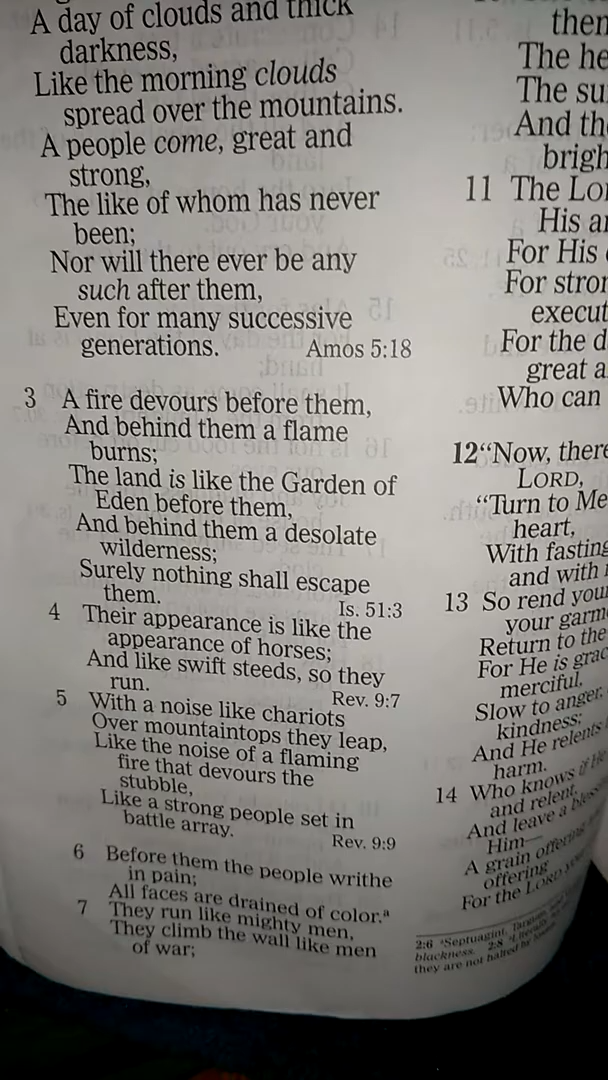 A day of clouds and thick
darkness,
Like the morning clouds
spread over the mountains.
A people come, great and
strong,
The like of whom has never
been;
Nor will there ever be any
such after them,
Even for many successive
generations. Amos 5:18
3 A fire devours before them,
And behind them a flame
burns;
The land is like the Garden of
Eden before them,
And behind them a desolate
wilderness;
Surely nothing shall escape
them. Is. 51:3
4 Their appearance is like the
appearance of horses;
And like swift steeds, so they
run. Rev. 9:7
5 With a noise like chariots
Over mountaintops they leap,
Like the noise of a flaming
fire that devours the
stubble,
Like a strong people set in
battle array. Rev. 9:9
6 Before them the people writhe
in pain;
All faces are drained of color.ᵃ
7 They run like mighty men,
They climb the wall like men
of war;
The
The su
And
brigh
11 The
His
For His
For
execut
For the d
great a
Who can
12 “Now,
LORD,
“Turn to Me
heart,
With fasting
and with
13 So rend your
your
Return to the
For He is
merciful,
Slow to anger,
kindness;
And He relents
harm.
14 Who knows if He
and relent,
And leave a
Him—
A grain offering
offering
For the LORD
2:6 ᵃSeptuagint, Targum, and
blackness. 2:8
they are not halted by